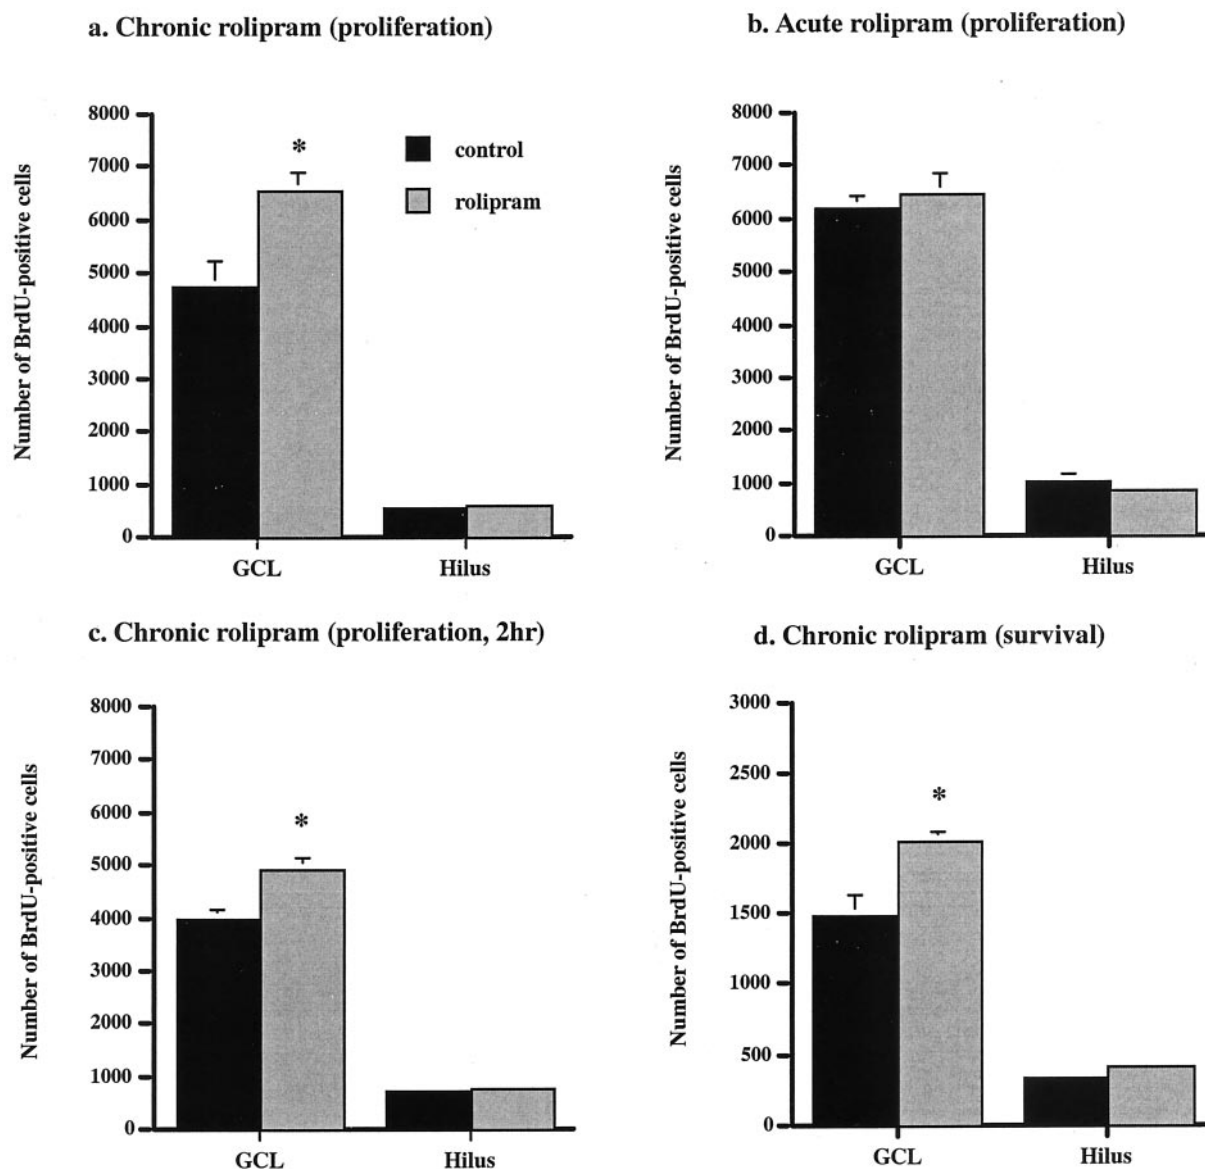 a. Chronic rolipram (proliferation)
Number of BrdU-positive cells
8000
7000
6000
5000
4000
3000
2000
1000
0
*
control
rolipram
GCL
Hilus
b. Acute rolipram (proliferation)
Number of BrdU-positive cells
8000
7000
6000
5000
4000
3000
2000
1000
0
GCL
Hilus
c. Chronic rolipram (proliferation, 2hr)
Number of BrdU-positive cells
8000
7000
6000
5000
4000
3000
2000
1000
0
*
GCL
Hilus
d. Chronic rolipram (survival)
Number of BrdU-positive cells
3000
2500
2000
1500
1000
500
0
*
GCL
Hilus